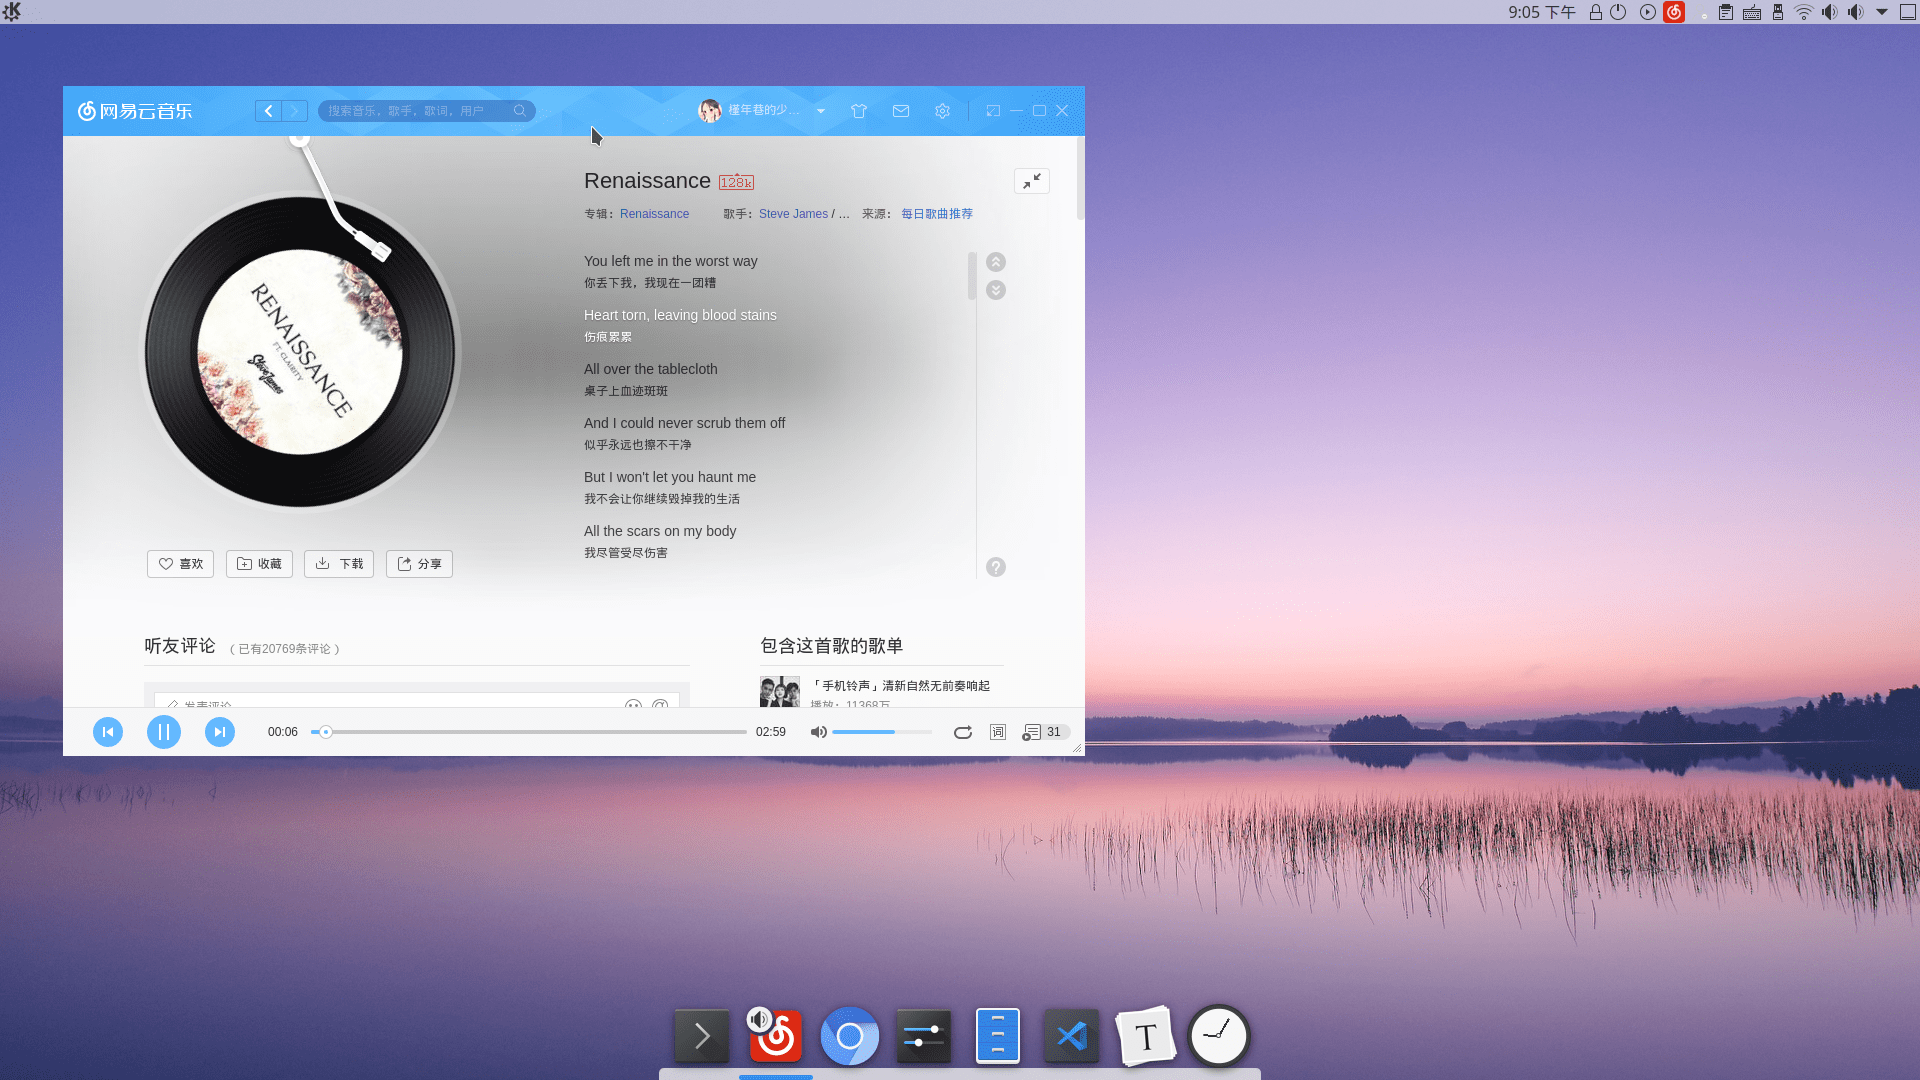 9:05 下午
网易云音乐
搜索音乐，歌手，歌词，用户
槿年巷的少...
Renaissance 128k
专辑：Renaissance 歌手：Steve James / ... 来源：每日歌曲推荐
You left me in the worst way
你丢下我，我现在一团糟
Heart torn, leaving blood stains
伤痕累累
All over the tablecloth
桌子上血迹斑斑
And I could never scrub them off
似乎永远也擦不干净
But I won't let you haunt me
我不会让你继续毁掉我的生活
All the scars on my body
我尽管受尽伤害
RENAISSANCE
FT. CLAIRITY
Steve James
喜欢 收藏 下载 分享
听友评论 （已有20769条评论）
包含这首歌的歌单
发表评论
「手机铃声」清新自然无前奏响起
播放：11368万
00:06 02:59 词 31
T